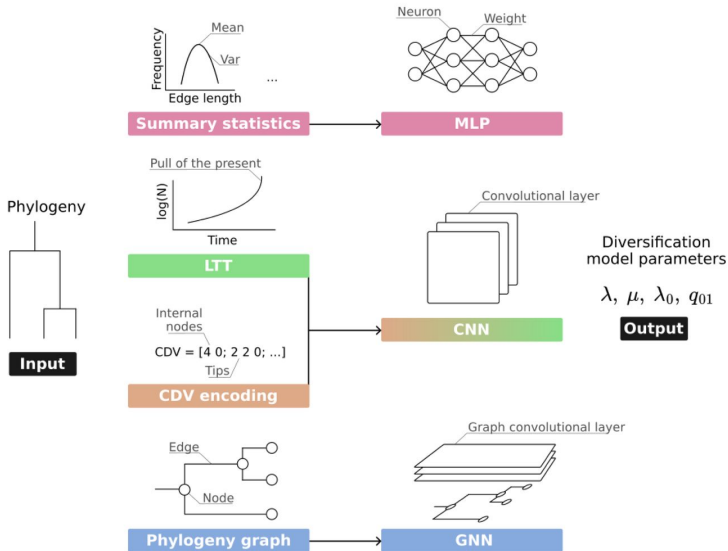 Mean
Var
Frequency
...
Edge length
Summary statistics
Neuron
Weight
MLP
Phylogeny
Input
Pull of the present
log(N)
Time
LTT
Internal
nodes
CDV = [4 0; 2 2 0; ...]
Tips
CDV encoding
Convolutional layer
CNN
Diversification
model parameters
λ, μ, λ₀, q₀₁
Output
Edge
Node
Phylogeny graph
Graph convolutional layer
GNN